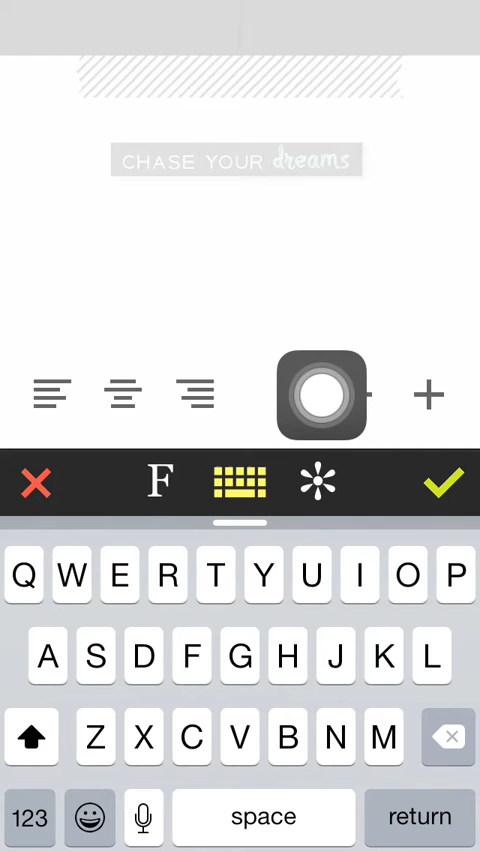 CHASE YOUR dreams
F
Q W E R T Y U I O P
A S D F G H J K L
Z X C V B N M
123 space return